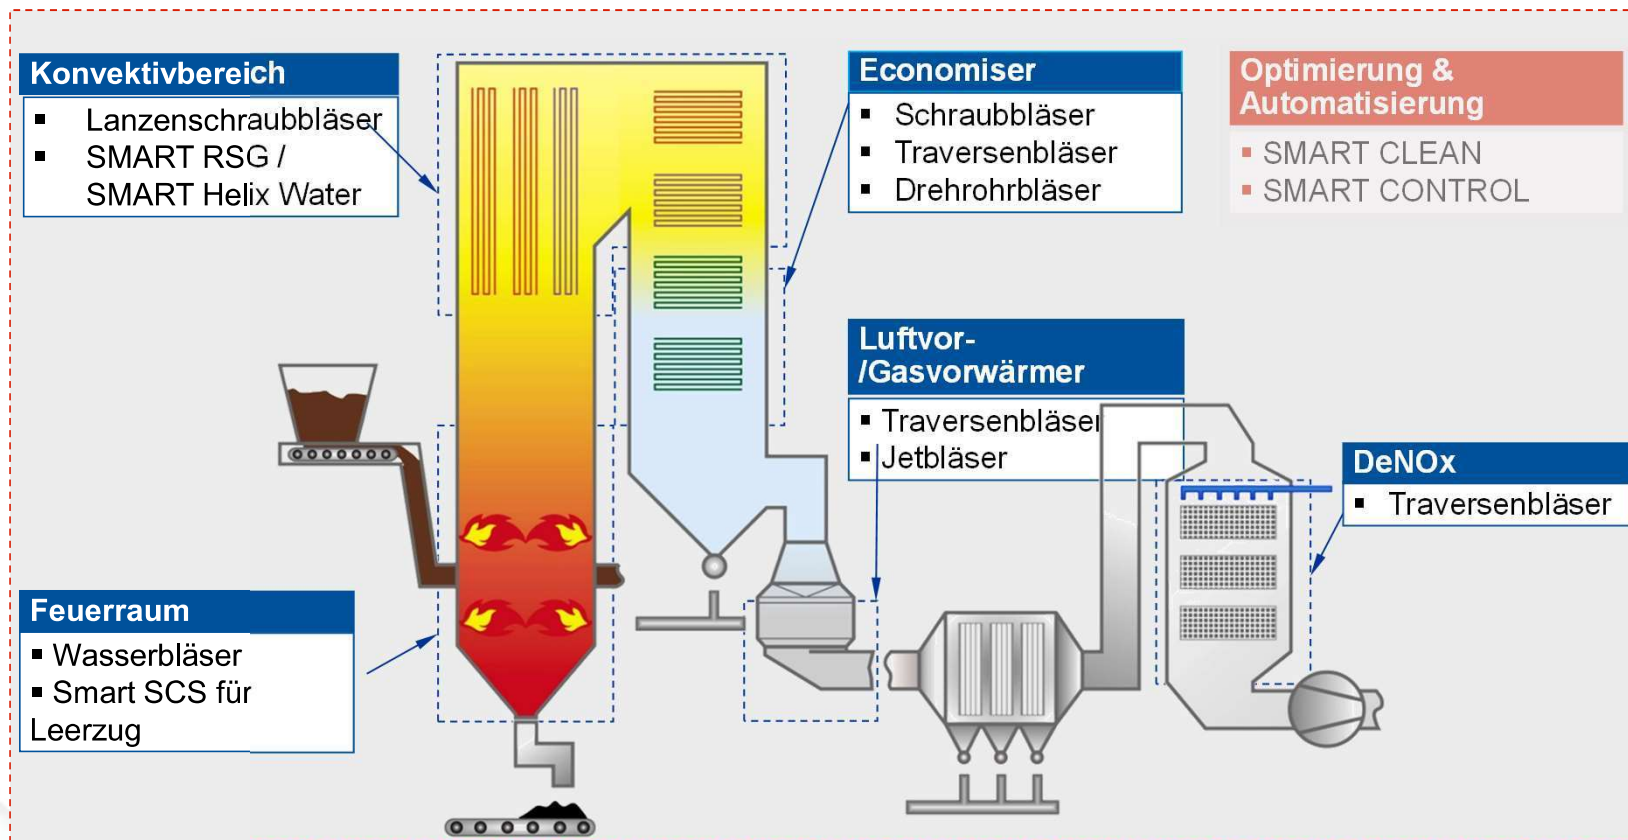 Konvektivbereich
▪ Lanzenschraubbläser
▪ SMART RSG /
SMART Helix Water
Economiser
▪ Schraubbläser
▪ Traversenbläser
▪ Drehrohrbläser
Optimierung &
Automatisierung
▪ SMART CLEAN
▪ SMART CONTROL
Luftvor-
/Gasvorwärmer
▪ Traversenbläser
▪ Jetbläser
DeNOx
▪ Traversenbläser
Feuerraum
▪ Wasserbläser
▪ Smart SCS für
Leerzug